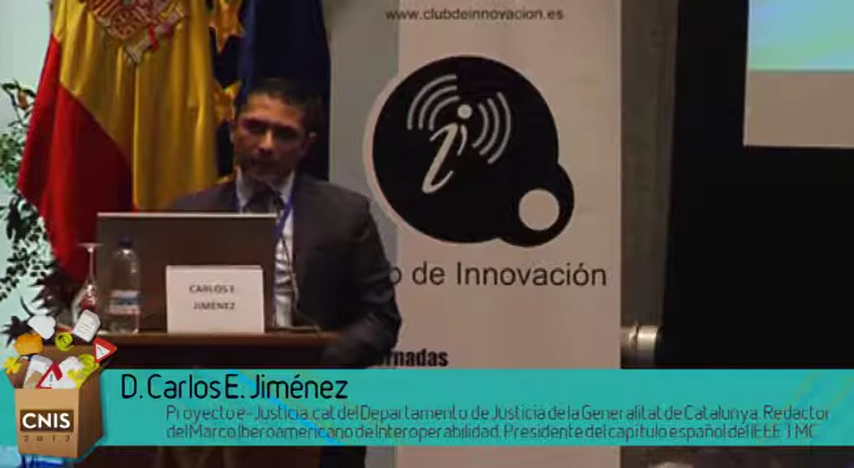 www.clubdeinnovacion.es
i
o de Innovación
CARLOS E.
JIMÉNEZ
rnadas
D. Carlos E. Jiménez
Proyecto e-Justicia.cat del Departamento de Justicia de la Generalitat de Catalunya. Redactor
del Marco Iberoamericano de Interoperabilidad. Presidente del capítulo español del IEEE TMC
CNIS
2012